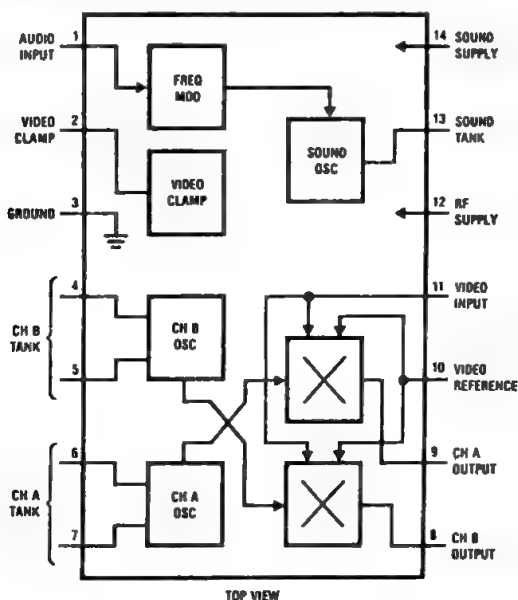 AUDIO
INPUT
1
VIDEO
CLAMP
2
GROUND
3
CH B
TANK
4
5
CH A
TANK
6
7
FREQ
MOD
VIDEO
CLAMP
SOUND
OSC
CH B
OSC
CH A
OSC
14 SOUND
SUPPLY
13 SOUND
TANK
12 RF
SUPPLY
11 VIDEO
INPUT
10 VIDEO
REFERENCE
9 CH A
OUTPUT
8 CH B
OUTPUT
TOP VIEW